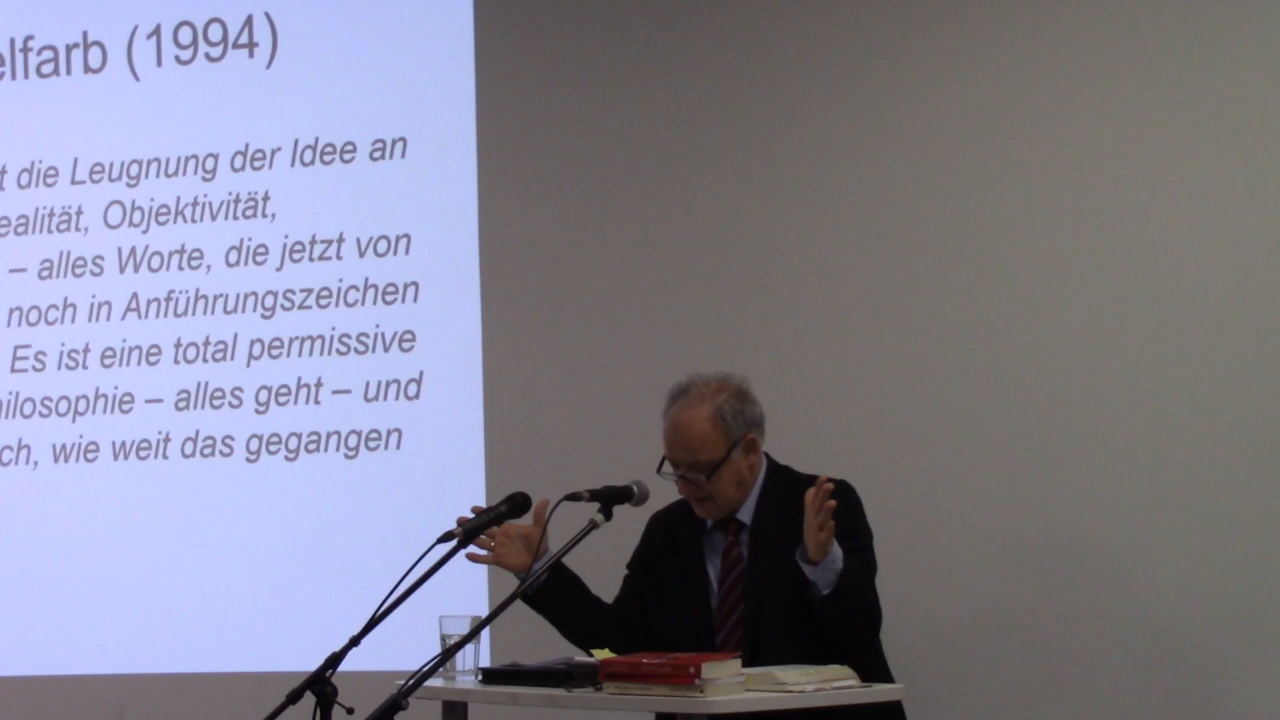 elfarb (1994)
t die Leugnung der Idee an
ealität, Objektivität,
– alles Worte, die jetzt von
noch in Anführungszeichen
Es ist eine total permissive
ilosophie – alles geht – und
ch, wie weit das gegangen